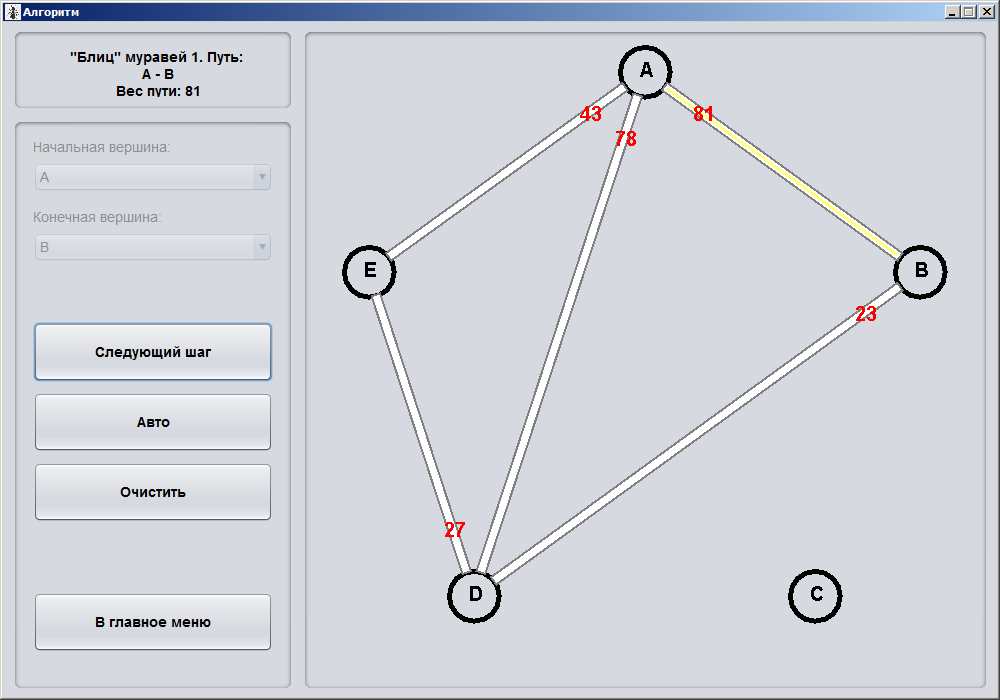 Алгоритм
"Блиц" муравей 1. Путь:
A - B
Вес пути: 81
Начальная вершина:
A
Конечная вершина:
B
Следующий шаг
Авто
Очистить
В главное меню
A
43
81
78
E
B
23
27
D
C